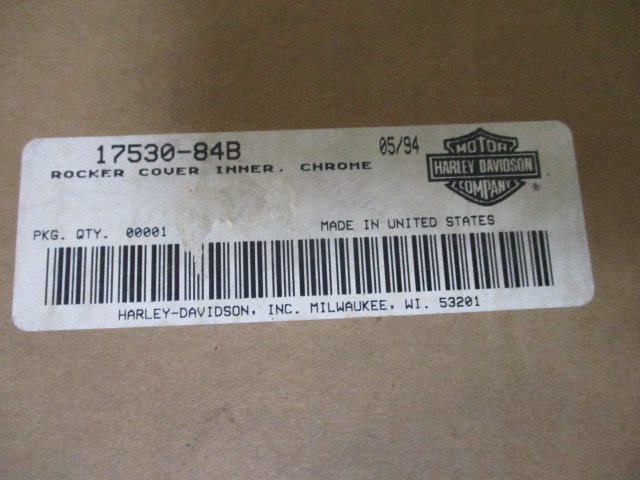 17530-84B 05/94
ROCKER COVER INNER, CHROME
MOTOR
HARLEY DAVIDSON
COMPANY
®
PKG. QTY. 00001 MADE IN UNITED STATES
HARLEY-DAVIDSON, INC. MILWAUKEE, WI. 53201